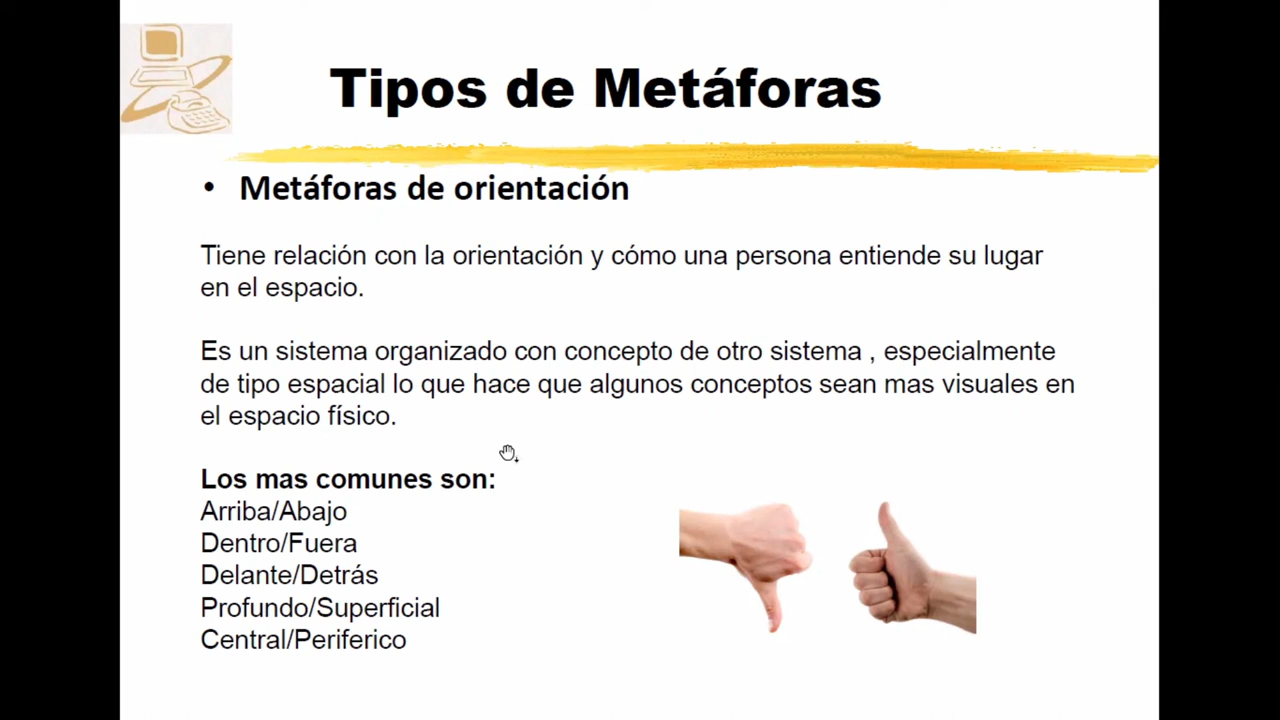 Tipos de Metáforas
• Metáforas de orientación
Tiene relación con la orientación y cómo una persona entiende su lugar
en el espacio.
Es un sistema organizado con concepto de otro sistema , especialmente
de tipo espacial lo que hace que algunos conceptos sean mas visuales en
el espacio físico.
Los mas comunes son:
Arriba/Abajo
Dentro/Fuera
Delante/Detrás
Profundo/Superficial
Central/Periferico